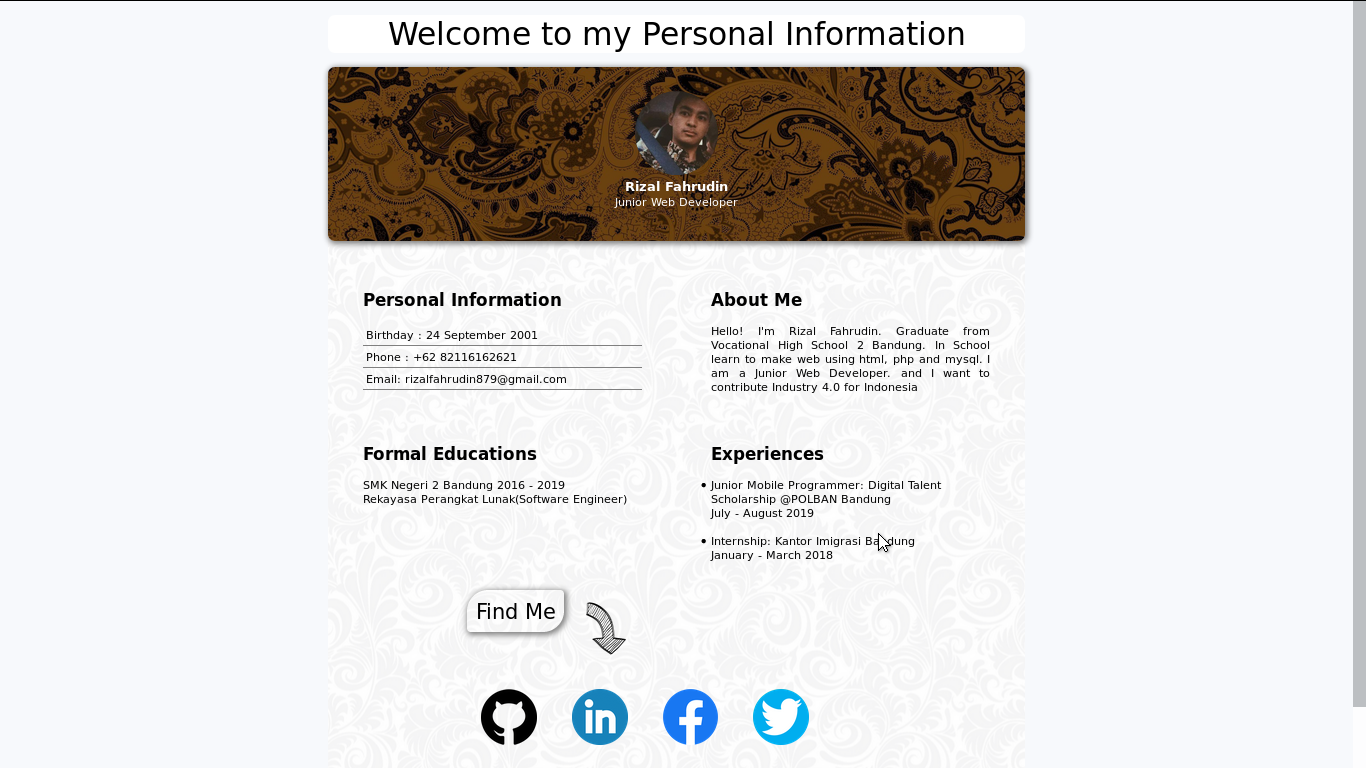 Welcome to my Personal Information
Rizal Fahrudin
Junior Web Developer
Personal Information
Birthday : 24 September 2001
Phone : +62 82116162621
Email: rizalfahrudin879@gmail.com
About Me
Hello! I'm Rizal Fahrudin. Graduate from
Vocational High School 2 Bandung. In School
learn to make web using html, php and mysql. I
am a Junior Web Developer. and I want to
contribute Industry 4.0 for Indonesia
Formal Educations
SMK Negeri 2 Bandung 2016 - 2019
Rekayasa Perangkat Lunak(Software Engineer)
Experiences
• Junior Mobile Programmer: Digital Talent
Scholarship @POLBAN Bandung
July - August 2019
• Internship: Kantor Imigrasi Bandung
January - March 2018
Find Me
in